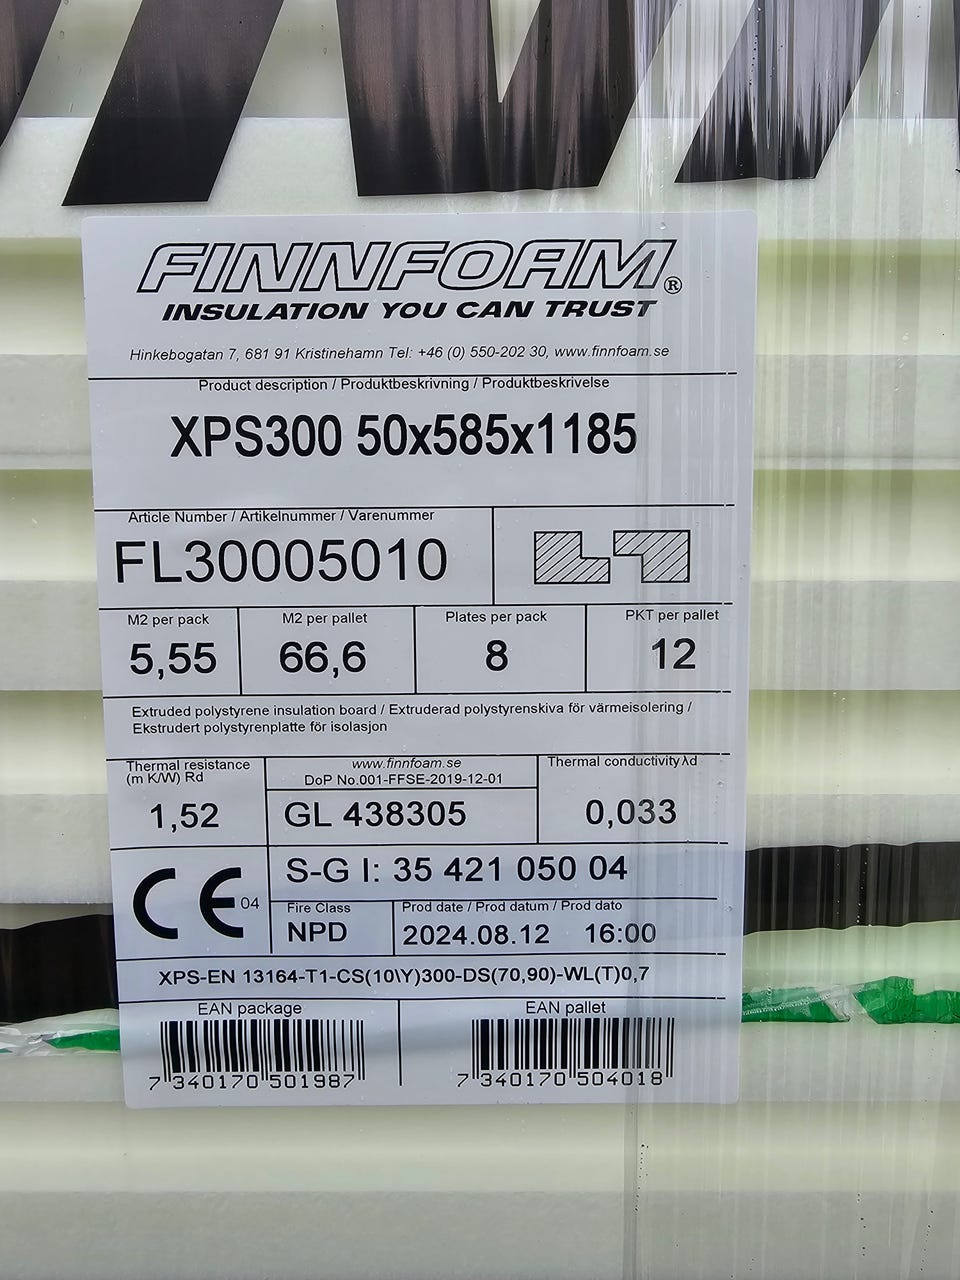 FINNFOAM®
INSULATION YOU CAN TRUST
Hinkebogatan 7, 681 91 Kristinehamn Tel: +46 (0) 550-202 30, www.finnfoam.se
Product description / Produktbeskrivning / Produktbeskrivelse
XPS300 50x585x1185
Article Number / Artikelnummer / Varenummer
FL30005010
M2 per pack
5,55
M2 per pallet
66,6
Plates per pack
8
PKT per pallet
12
Extruded polystyrene insulation board / Extruderad polystyrenskiva för värmeisolering /
Ekstrudert polystyrenplatte för isolasjon
Thermal resistance
(m K/W) Rd
1,52
www.finnfoam.se
DoP No.001-FFSE-2019-12-01
GL 438305
Thermal conductivity λd
0,033
CE 04
S-G I: 35 421 050 04
Fire Class
NPD
Prod date / Prod datum / Prod dato
2024.08.12 16:00
XPS-EN 13164-T1-CS(10\Y)300-DS(70,90)-WL(T)0,7
EAN package
7 340170 501987
EAN pallet
7 340170 504018